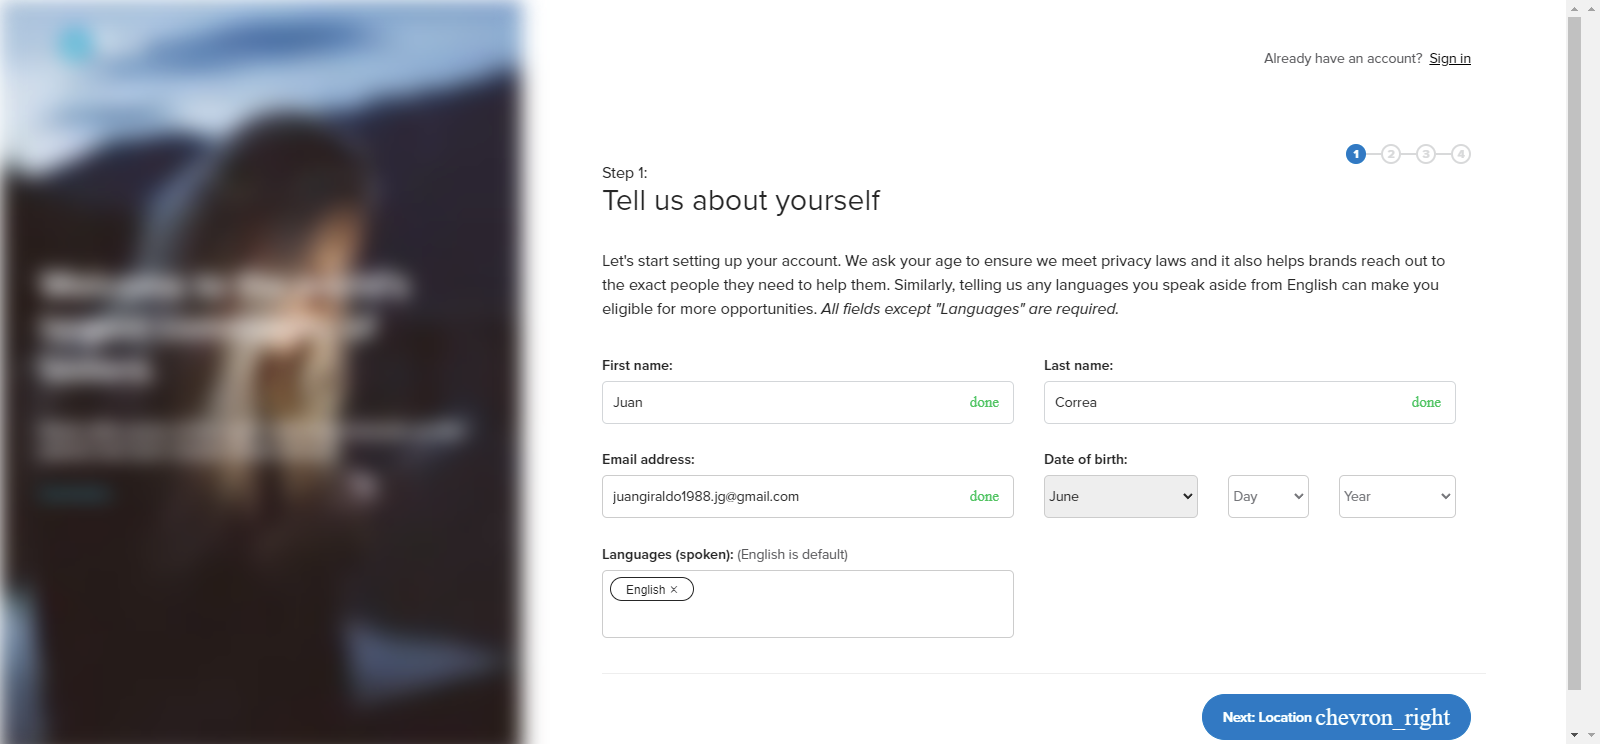 Already have an account? Sign in
1 2 3 4
Step 1:
Tell us about yourself
Let's start setting up your account. We ask your age to ensure we meet privacy laws and it also helps brands reach out to
the exact people they need to help them. Similarly, telling us any languages you speak aside from English can make you
eligible for more opportunities. All fields except "Languages" are required.
First name:
Last name:
Juan done
Correa done
Email address:
Date of birth:
juangiraldo1988.jg@gmail.com done
June Day Year
Languages (spoken): (English is default)
English ×
Next: Location chevron_right